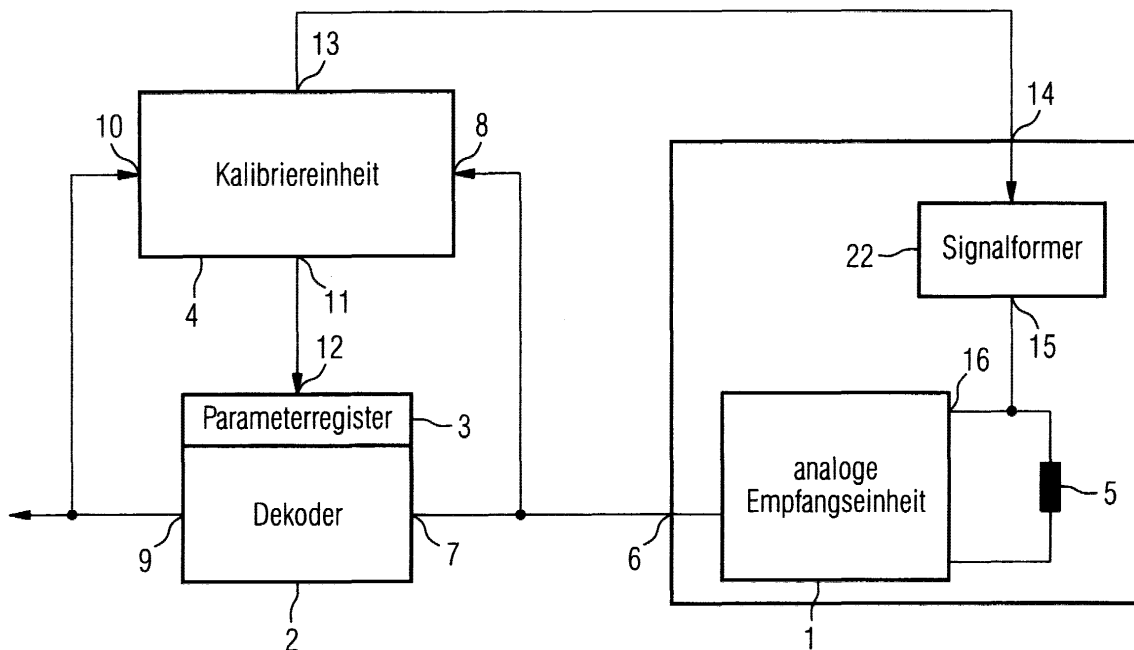 13
14
10
8
Kalibriereinheit
22
Signalformer
4
11
15
12
16
Parameterregister
3
analoge
Empfangseinheit
5
Dekoder
9
7
6
2
1